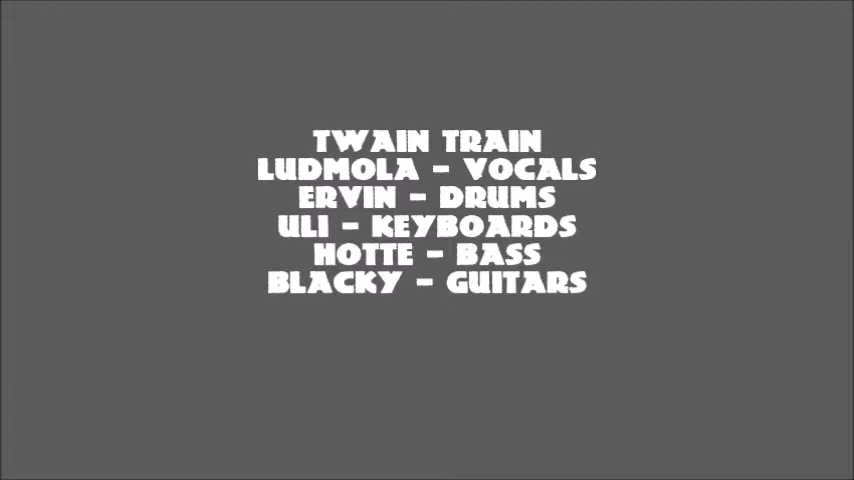 TWAIN TRAIN
LUDMOLA - VOCALS
ERVIN - DRUMS
ULI - KEYBOARDS
HOTTE - BASS
BLACKY - GUITARS